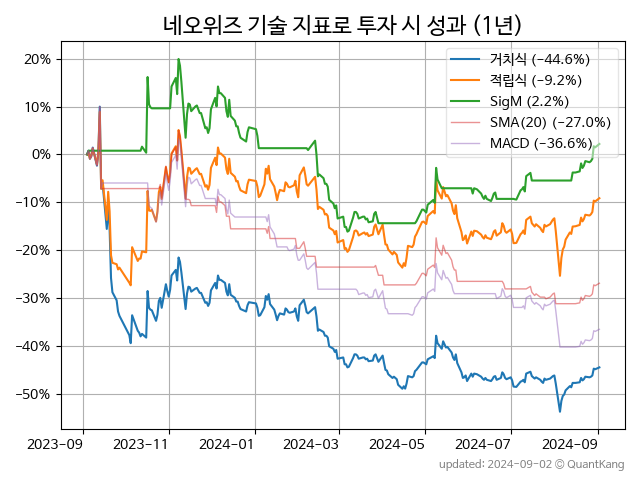 네오위즈 기술 지표로 투자 시 성과 (1년)
거치식 (−44.6%)
적립식 (−9.2%)
SigM (2.2%)
SMA(20) (−27.0%)
MACD (−36.6%)
20%
10%
0%
−10%
−20%
−30%
−40%
−50%
2023−09
2023−11
2024−01
2024−03
2024−05
2024−07
2024−09
updated: 2024−09−02 © QuantKang